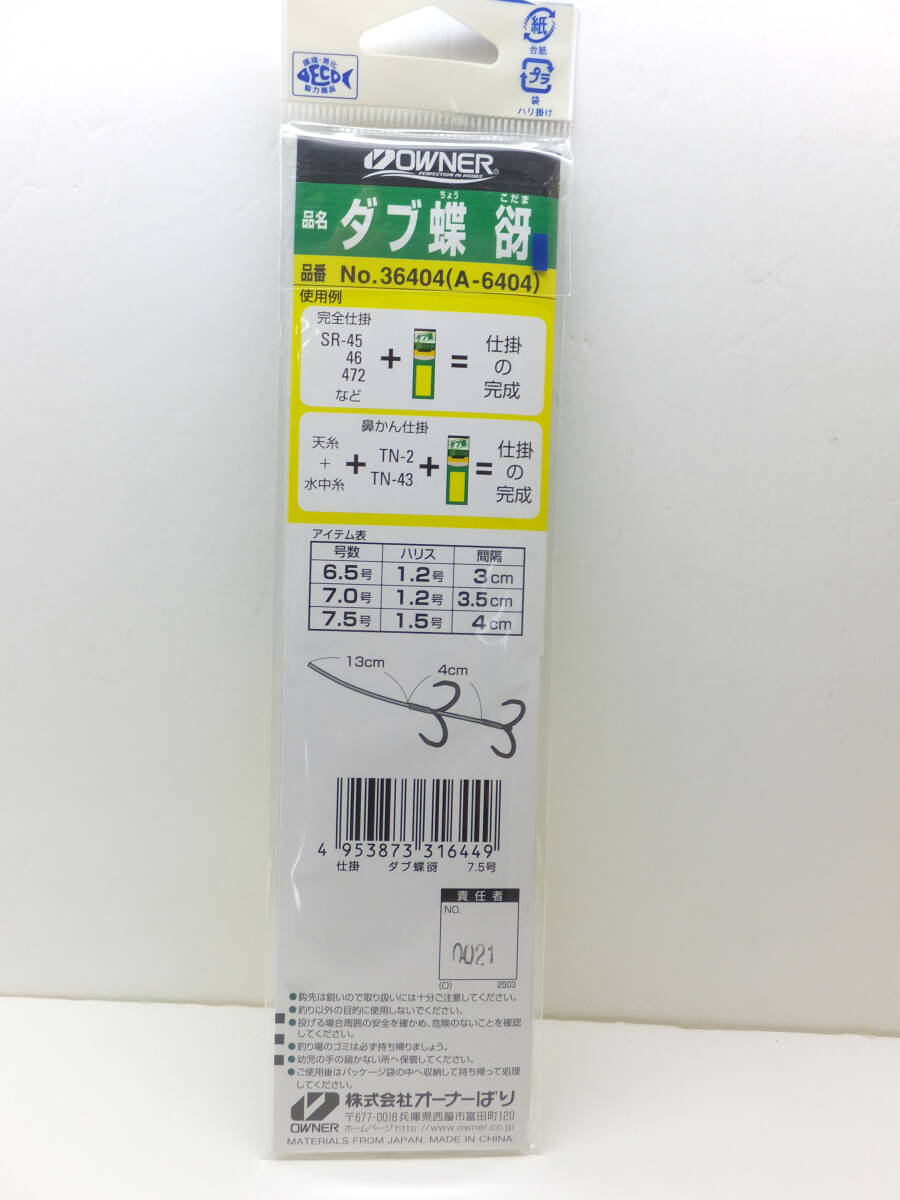 紙
台紙
プラ
袋
ハリ掛け
環境・美化
ECO
協力商品
OWNER®
PERFECTION IN HOOKS
ちょう こだま
品名 ダブ蝶 谺
品番 No.36404(A-6404)
使用例
完全仕掛
SR-45
46
472
など
+
ダブ蝶
=
仕掛
の
完成
鼻かん仕掛
天糸
+
水中糸
+
TN-2
TN-43
+
ダブ蝶
=
仕掛
の
完成
アイテム表
号数 ハリス 間隔
6.5号 1.2号 3cm
7.0号 1.2号 3.5cm
7.5号 1.5号 4cm
13cm 4cm
4 953873 316449
仕掛 ダブ蝶谺 7.5号
責任者
NO.
0021
(O) 2503
●鈎先は鋭いので取り扱いには十分ご注意してください。
●釣り以外の目的に使用しないでください。
●投げる場合周囲の安全を確かめ、危険のないことを確認
してください。
●釣り場のゴミは必ず持ち帰りましょう。
●幼児の手の届かない所へ保管してください。
●ご使用後はパッケージ袋の中へ収納して持ち帰って処理
してください。
OWNER
株式会社オーナーばり
〒677-0018 兵庫県西脇市富田町120
ホームページ http://www.owner.co.jp
MATERIALS FROM JAPAN. MADE IN CHINA.